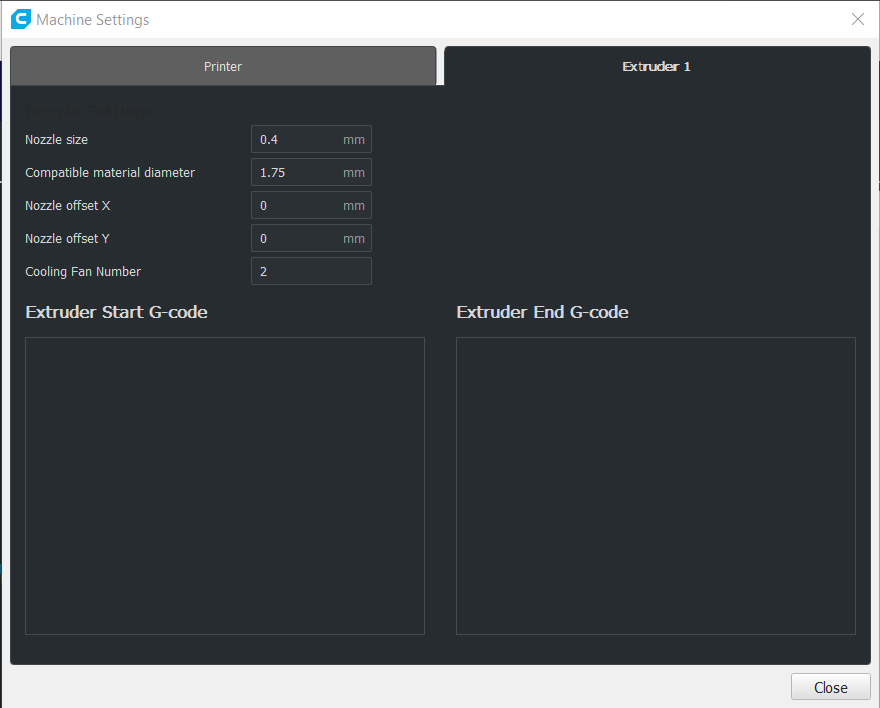 Machine Settings
Printer
Extruder 1
Nozzle Settings
Nozzle size 0.4 mm
Compatible material diameter 1.75 mm
Nozzle offset X 0 mm
Nozzle offset Y 0 mm
Cooling Fan Number 2
Extruder Start G-code
Extruder End G-code
Close